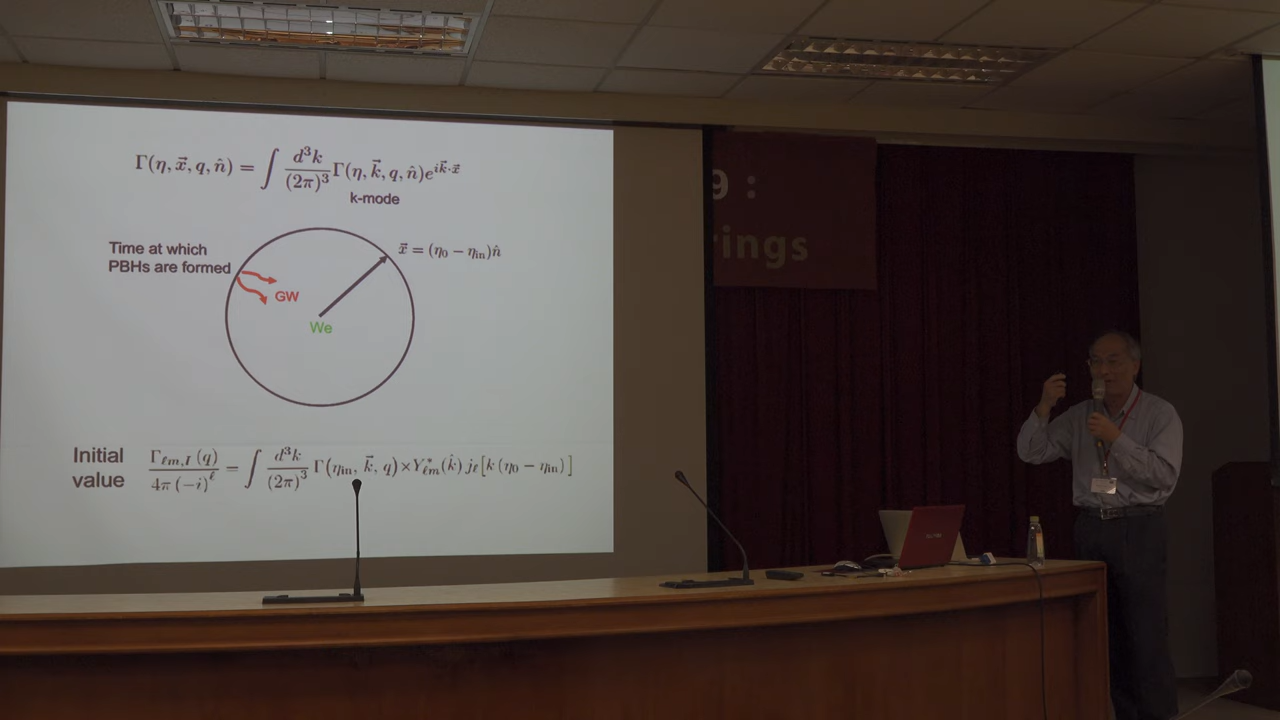 Γ(η, x⃗, q, n̂) = ∫ d³k/(2π)³ Γ(η, k⃗, q, n̂)e^{ik⃗·x⃗}
k-mode
Time at which
PBHs are formed
x⃗ = (η₀ − η_in)n̂
GW
We
Initial
value
Γ_{ℓm,I}(q)/4π(−i)^ℓ = ∫ d³k/(2π)³ Γ(η_in, k⃗, q) × Y*_{ℓm}(k̂) j_ℓ[k(η₀ − η_in)]
9 :
rings